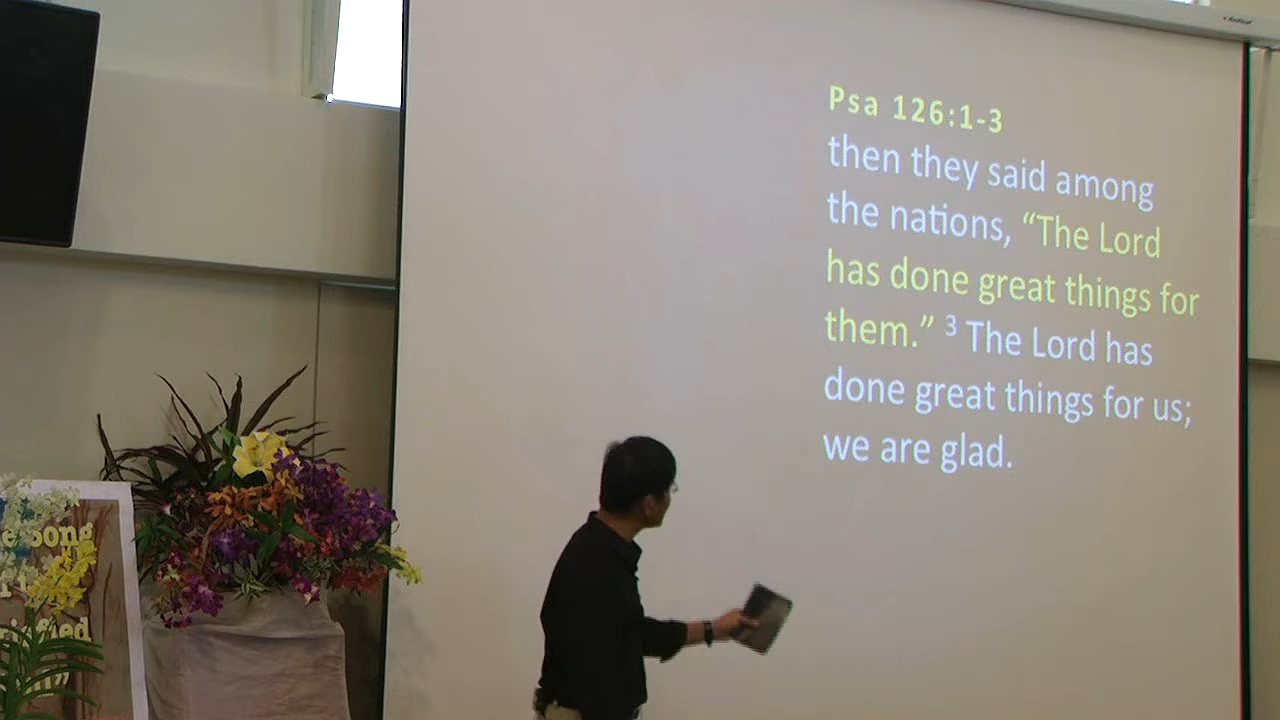 Psa 126:1-3
then they said among
the nations, “The Lord
has done great things for
them.” 3 The Lord has
done great things for us;
we are glad.
Song